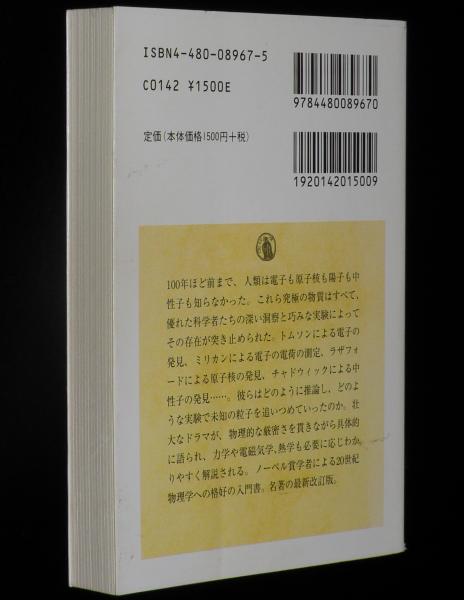 ISBN4-480-08967-5
C0142 ¥1500E
定価(本体価格1500円+税)
9784480089670
1920142015009
100年ほど前まで、人類は電子も原子核も陽子も中
性子も知らなかった。これら究極の物質はすべて、
優れた科学者たちの深い洞察と巧みな実験によって
その存在が突き止められた。トムソンによる電子の
発見、ミリカンによる電子の電荷の測定、ラザフォ
ードによる原子核の発見、チャドウィックによる中
性子の発見……。彼らはどのように推論し、どのよ
うな実験で未知の粒子を追いつめていったのか。壮
大なドラマが、物理的な厳密さを貫きながら具体的
に語られ、力学や電磁気学、熱学も必要に応じわか
りやすく解説される。ノーベル賞学者による20世紀
物理学への格好の入門書。名著の最新改訂版。